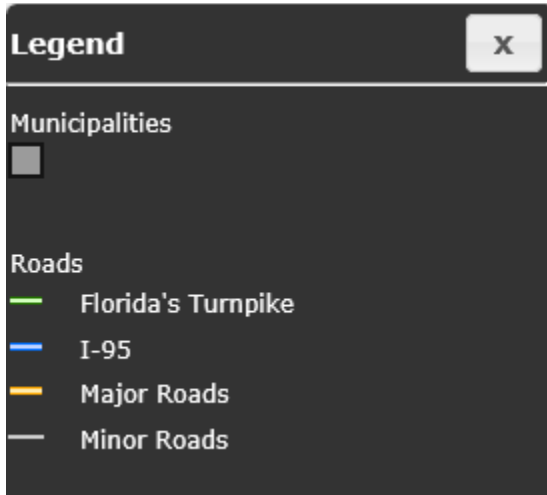 Legend
x
Municipalities
Roads
Florida's Turnpike
I-95
Major Roads
Minor Roads